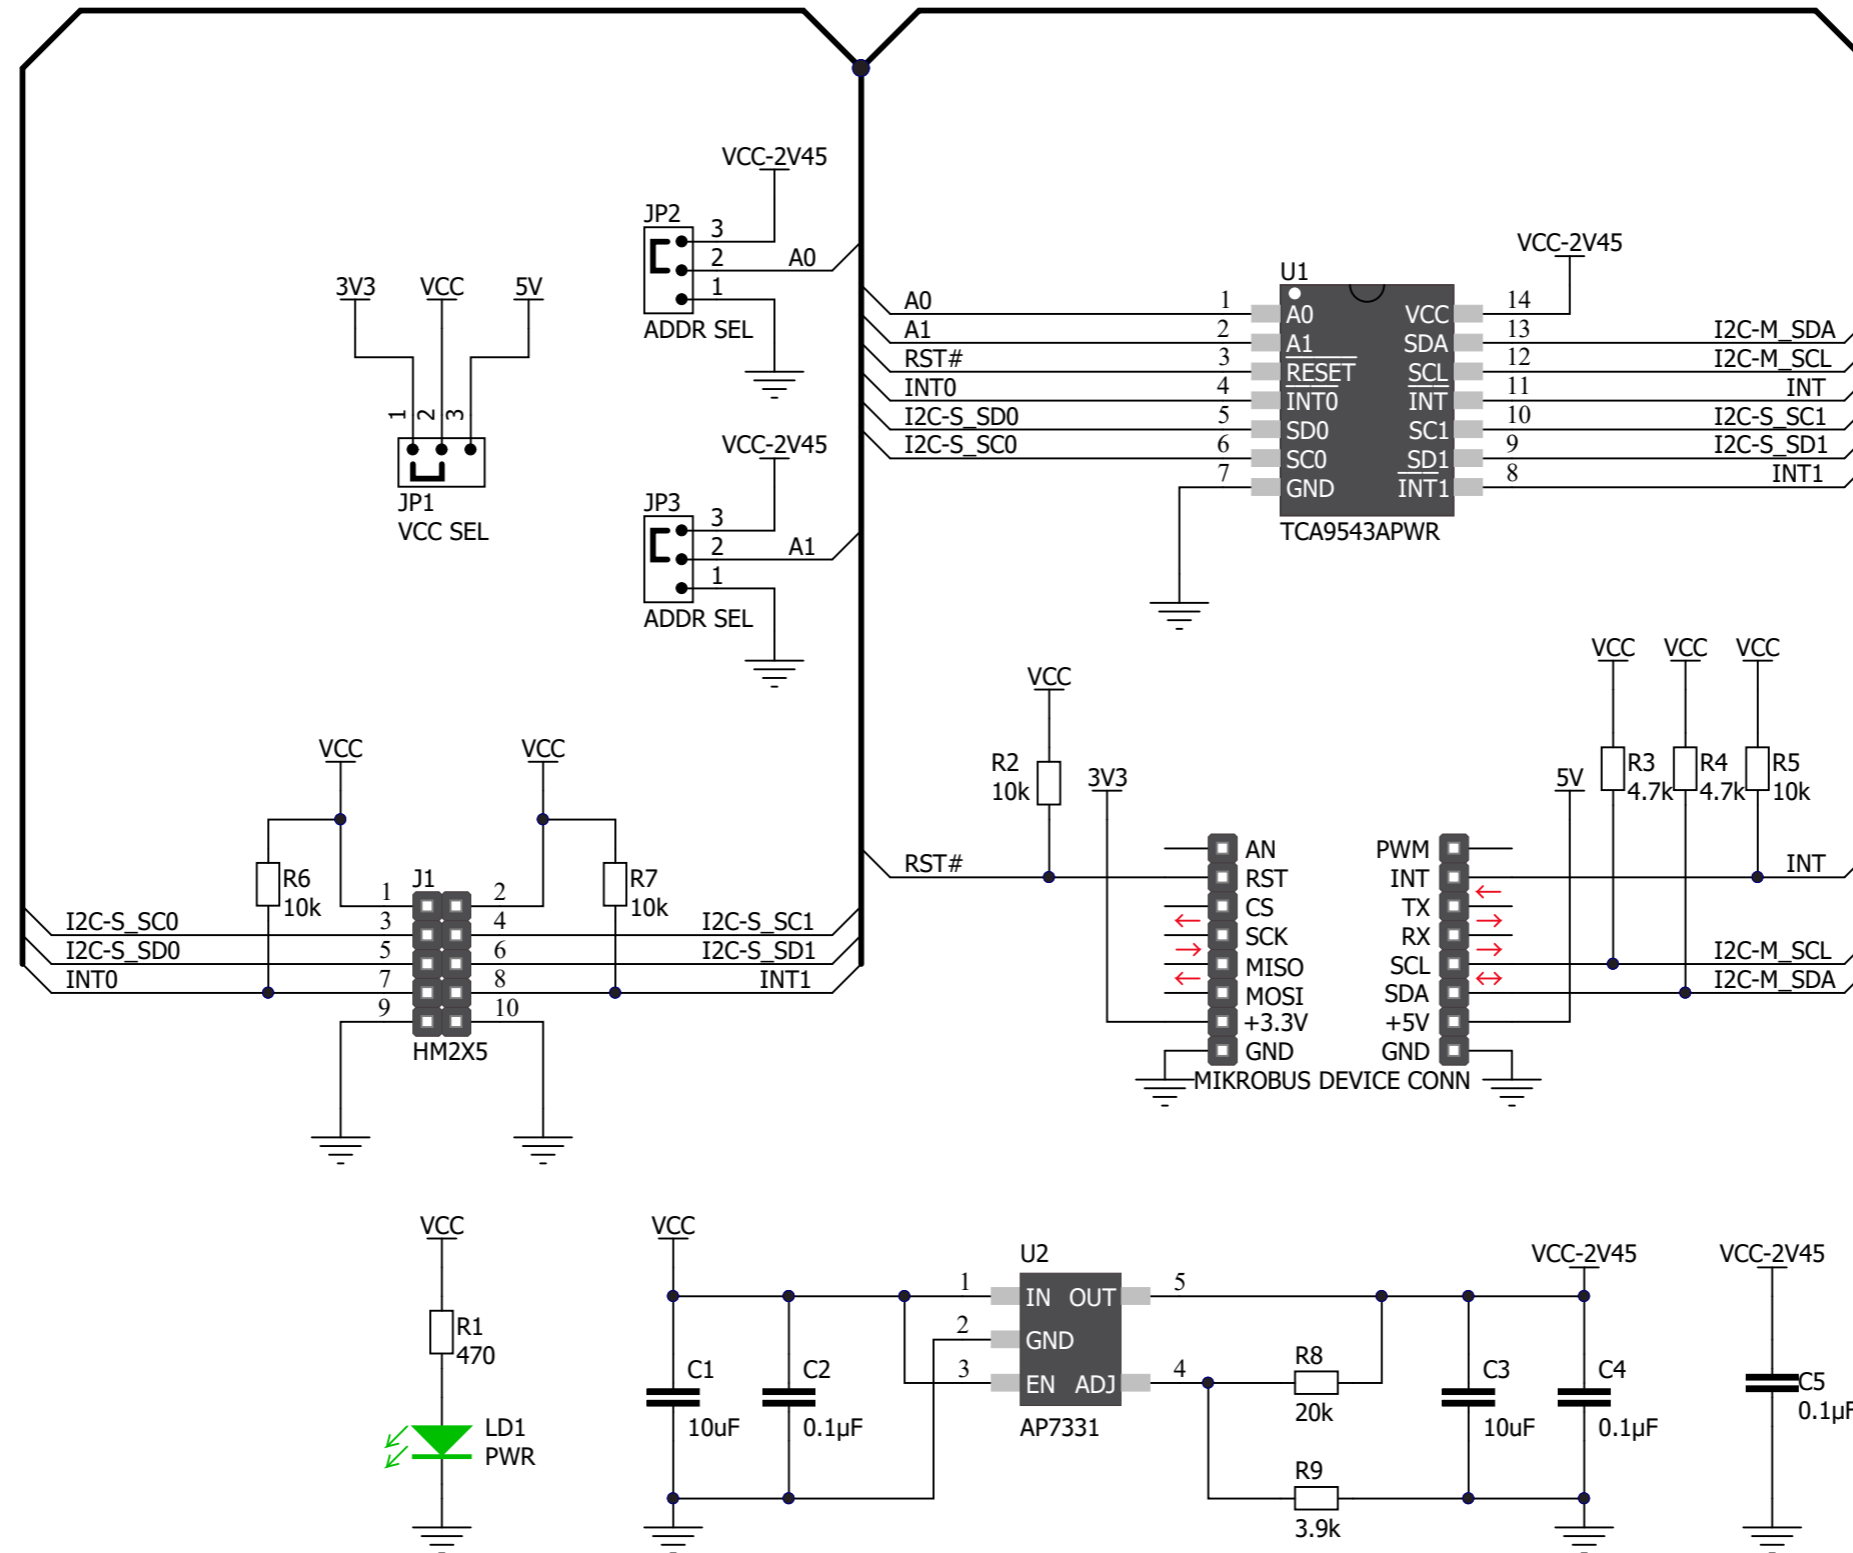 VCC-2V45
JP2
3
2
1
A0
ADDR SEL
3V3
VCC
5V
1
2
3
JP1
VCC SEL
VCC-2V45
JP3
3
2
1
A1
ADDR SEL
VCC-2V45
U1
A0
1
A0
VCC
14
A1
2
A1
SDA
13
I2C-M_SDA
RST#
3
RESET
SCL
12
I2C-M_SCL
INT0
4
INT0
INT
11
INT
I2C-S_SD0
5
SD0
SC1
10
I2C-S_SC1
I2C-S_SC0
6
SC0
SD1
9
I2C-S_SD1
7
GND
INT1
8
INT1
TCA9543APWR
VCC
VCC
VCC
VCC
R2
10k
3V3
5V
R3
4.7k
R4
4.7k
R5
10k
RST#
AN
PWM
RST
INT
INT
CS
TX
SCK
RX
MISO
SCL
I2C-M_SCL
MOSI
SDA
I2C-M_SDA
+3.3V
+5V
GND
GND
MIKROBUS DEVICE CONN
VCC
VCC
R6
10k
J1
R7
10k
1
2
I2C-S_SC0
3
4
I2C-S_SC1
I2C-S_SD0
5
6
I2C-S_SD1
INT0
7
8
INT1
9
10
HM2X5
VCC
R1
470
LD1
PWR
VCC
U2
VCC-2V45
VCC-2V45
1
IN
OUT
5
2
GND
3
EN
ADJ
4
AP7331
C1
10uF
C2
0.1µF
R8
20k
R9
3.9k
C3
10uF
C4
0.1µF
C5
0.1µF